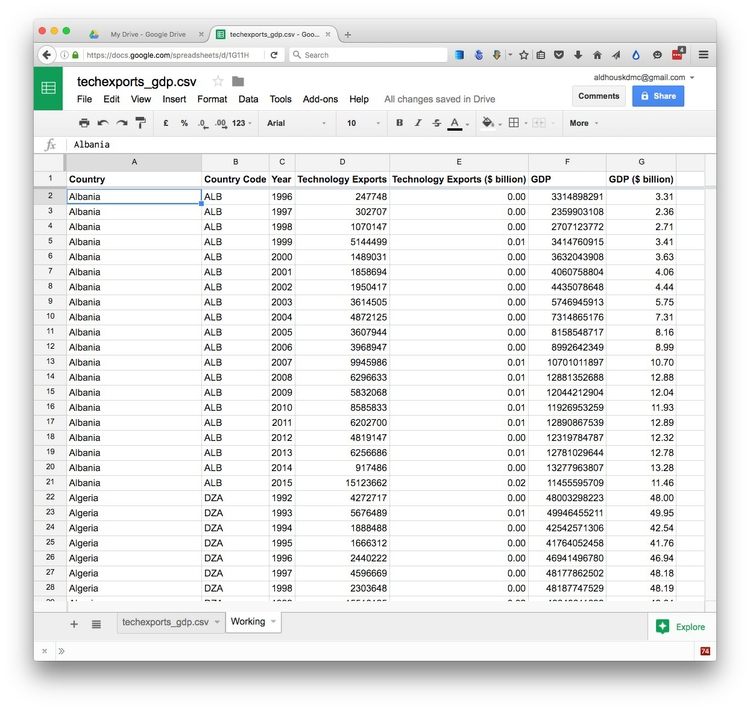 My Drive - Google Drive × techexports_gdp.csv - Goo... × +
https://docs.google.com/spreadsheets/d/1G11H Search 4
techexports_gdp.csv
aldhouskdmc@gmail.com
File Edit View Insert Format Data Tools Add-ons Help All changes saved in Drive Comments Share
£ % .0 .00 123 Arial 10 B I S A More
fx Albania
A B C D E F G
1 Country Country Code Year Technology Exports Technology Exports ($ billion) GDP GDP ($ billion)
2 Albania ALB 1996 247748 0.00 3314898291 3.31
3 Albania ALB 1997 302707 0.00 2359903108 2.36
4 Albania ALB 1998 1070147 0.00 2707123772 2.71
5 Albania ALB 1999 5144499 0.01 3414760915 3.41
6 Albania ALB 2000 1489031 0.00 3632043908 3.63
7 Albania ALB 2001 1858694 0.00 4060758804 4.06
8 Albania ALB 2002 1950417 0.00 4435078648 4.44
9 Albania ALB 2003 3614505 0.00 5746945913 5.75
10 Albania ALB 2004 4872125 0.00 7314865176 7.31
11 Albania ALB 2005 3607944 0.00 8158548717 8.16
12 Albania ALB 2006 3968947 0.00 8992642349 8.99
13 Albania ALB 2007 9945986 0.01 10701011897 10.70
14 Albania ALB 2008 6296633 0.01 12881352688 12.88
15 Albania ALB 2009 5832068 0.01 12044212904 12.04
16 Albania ALB 2010 8585833 0.01 11926953259 11.93
17 Albania ALB 2011 6202700 0.01 12890867539 12.89
18 Albania ALB 2012 4819147 0.00 12319784787 12.32
19 Albania ALB 2013 6256686 0.01 12781029644 12.78
20 Albania ALB 2014 917486 0.00 13277963807 13.28
21 Albania ALB 2015 15123662 0.02 11455595709 11.46
22 Algeria DZA 1992 4272717 0.00 48003298223 48.00
23 Algeria DZA 1993 5676489 0.01 49946455211 49.95
24 Algeria DZA 1994 1888488 0.00 42542571306 42.54
25 Algeria DZA 1995 1666312 0.00 41764052458 41.76
26 Algeria DZA 1996 2440222 0.00 46941496780 46.94
27 Algeria DZA 1997 4596669 0.00 48177862502 48.18
28 Algeria DZA 1998 2303648 0.00 48187747529 48.19
+ techexports_gdp.csv Working Explore
× » 74